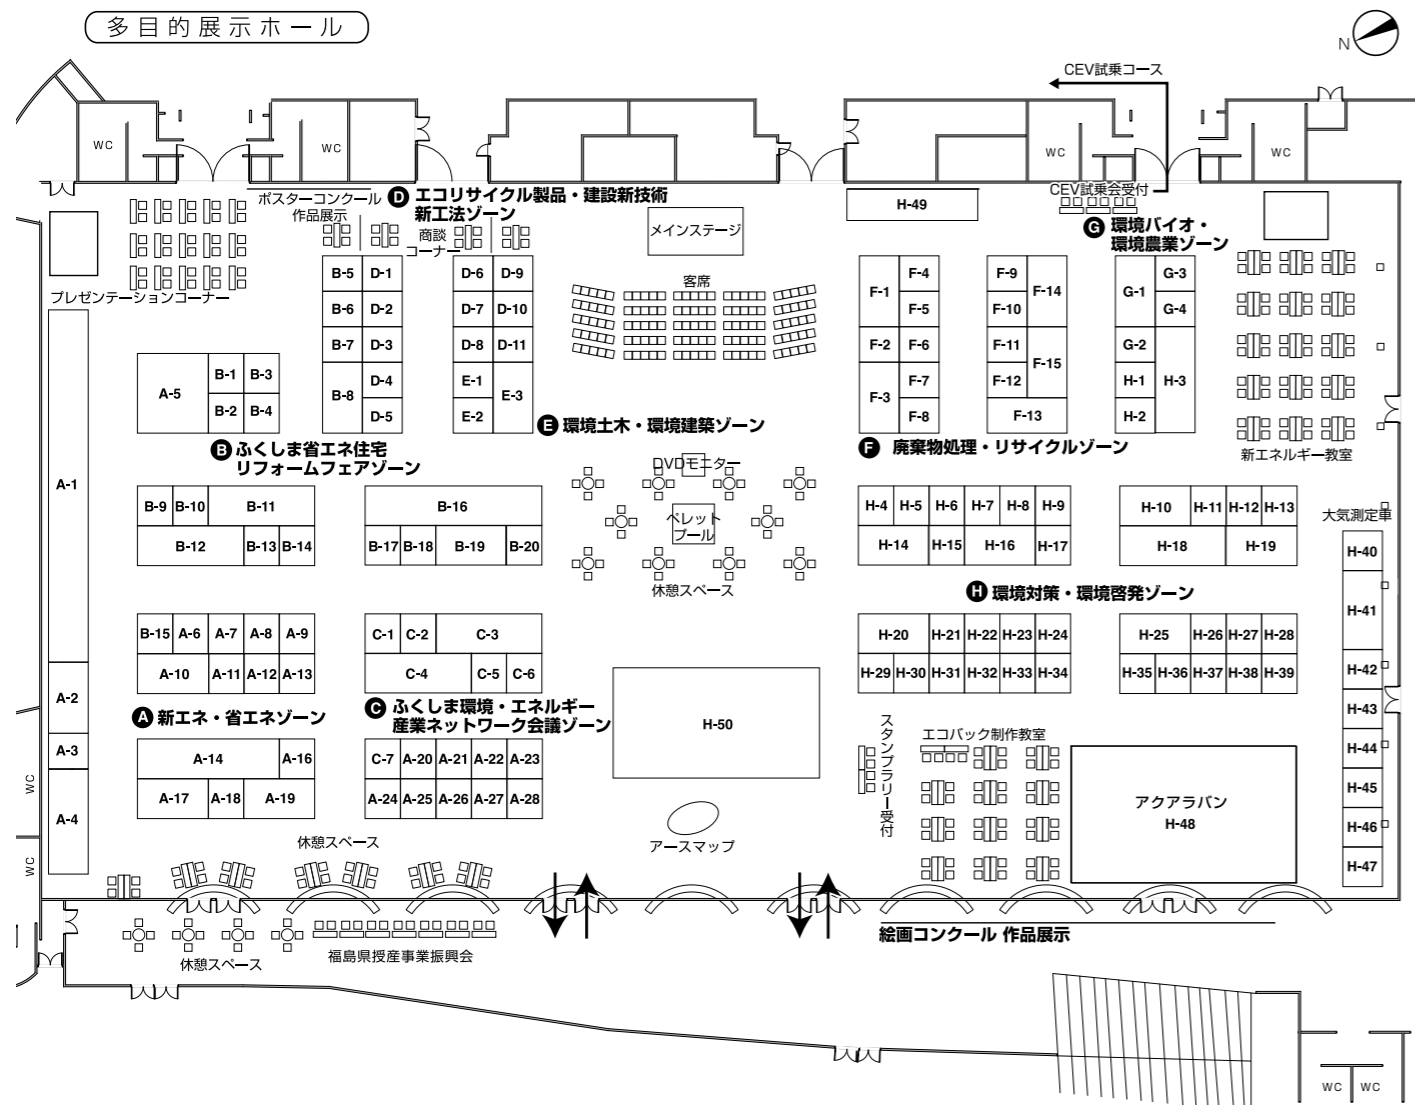 多目的展示ホール
N
CEV試乗コース
WC
WC
WC
WC
ポスターコンクール
作品展示
D エコリサイクル製品・建設新技術
新工法ゾーン
商談
コーナー
メインステージ
客席
H-49
CEV試乗会受付
G 環境バイオ・
環境農業ゾーン
プレゼンテーションコーナー
B-5 D-1
B-6 D-2
B-7 D-3
B-8 D-4
D-5
D-6 D-9
D-7 D-10
D-8 D-11
E-1 E-3
E-2
F-1 F-4
F-5
F-2 F-6
F-3 F-7
F-8
F-9 F-14
F-10
F-11 F-15
F-12
F-13
G-1 G-3
G-4
G-2
H-1 H-3
H-2
新エネルギー教室
A-5 B-1 B-3
B-2 B-4
B ふくしま省エネ住宅
リフォームフェアゾーン
E 環境土木・環境建築ゾーン
F 廃棄物処理・リサイクルゾーン
A-1
A-2
A-3
A-4
B-9 B-10 B-11
B-12 B-13 B-14
B-16
B-17 B-18 B-19 B-20
DVDモニター
ペレット
プール
休憩スペース
H-4 H-5 H-6 H-7 H-8 H-9
H-14 H-15 H-16 H-17
H-10 H-11 H-12 H-13
H-18 H-19
大気測定車
H-40
H-41
H-42
H-43
H-44
H-45
H-46
H-47
H 環境対策・環境啓発ゾーン
B-15 A-6 A-7 A-8 A-9
A-10 A-11 A-12 A-13
C-1 C-2 C-3
C-4 C-5 C-6
H-20 H-21 H-22 H-23 H-24
H-29 H-30 H-31 H-32 H-33 H-34
H-25 H-26 H-27 H-28
H-35 H-36 H-37 H-38 H-39
A 新エネ・省エネゾーン
C ふくしま環境・エネルギー
産業ネットワーク会議ゾーン
H-50
A-14 A-16
A-17 A-18 A-19
C-7 A-20 A-21 A-22 A-23
A-24 A-25 A-26 A-27 A-28
スタンプラリー受付
エコバック制作教室
アクアラバン
H-48
WC
WC
休憩スペース
アースマップ
休憩スペース
福島県授産事業振興会
絵画コンクール 作品展示
WC WC